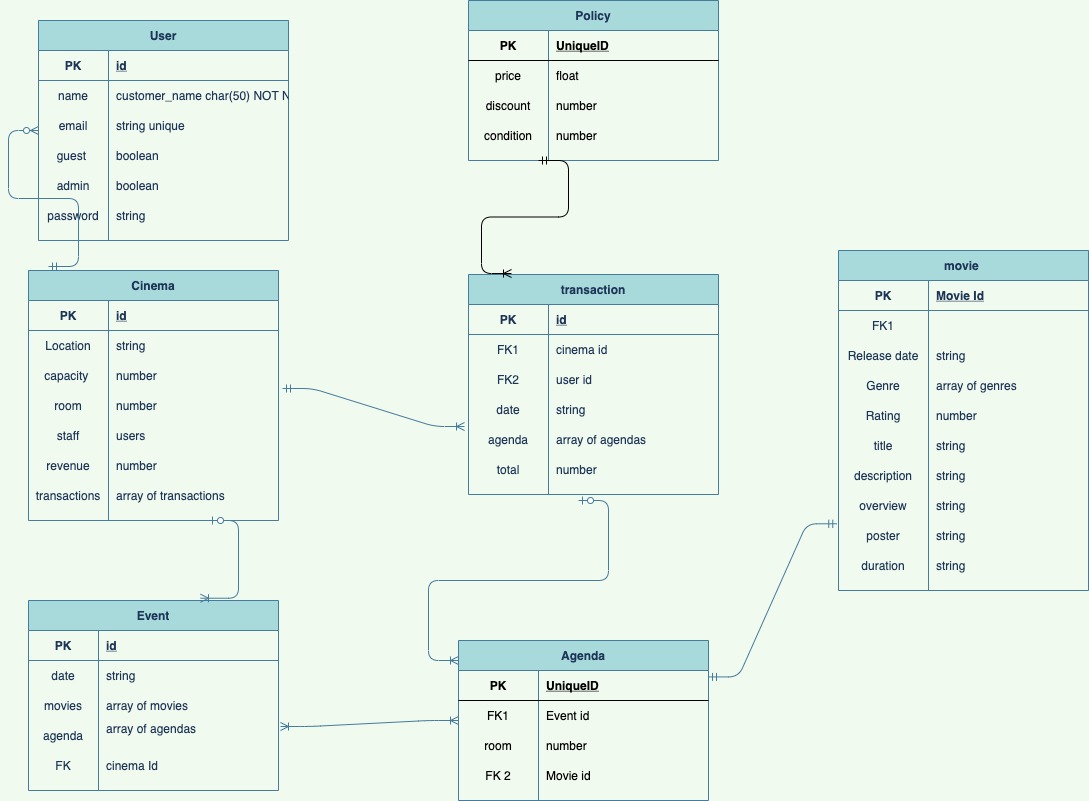 User
PK id
name customer_name char(50) NOT N
email string unique
guest boolean
admin boolean
password string
Policy
PK UniqueID
price float
discount number
condition number
Cinema
PK id
Location string
capacity number
room number
staff users
revenue number
transactions array of transactions
transaction
PK id
FK1 cinema id
FK2 user id
date string
agenda array of agendas
total number
movie
PK Movie Id
FK1
Release date string
Genre array of genres
Rating number
title string
description string
overview string
poster string
duration string
Event
PK id
date string
movies array of movies
agenda array of agendas
FK cinema Id
Agenda
PK UniqueID
FK1 Event id
room number
FK 2 Movie id